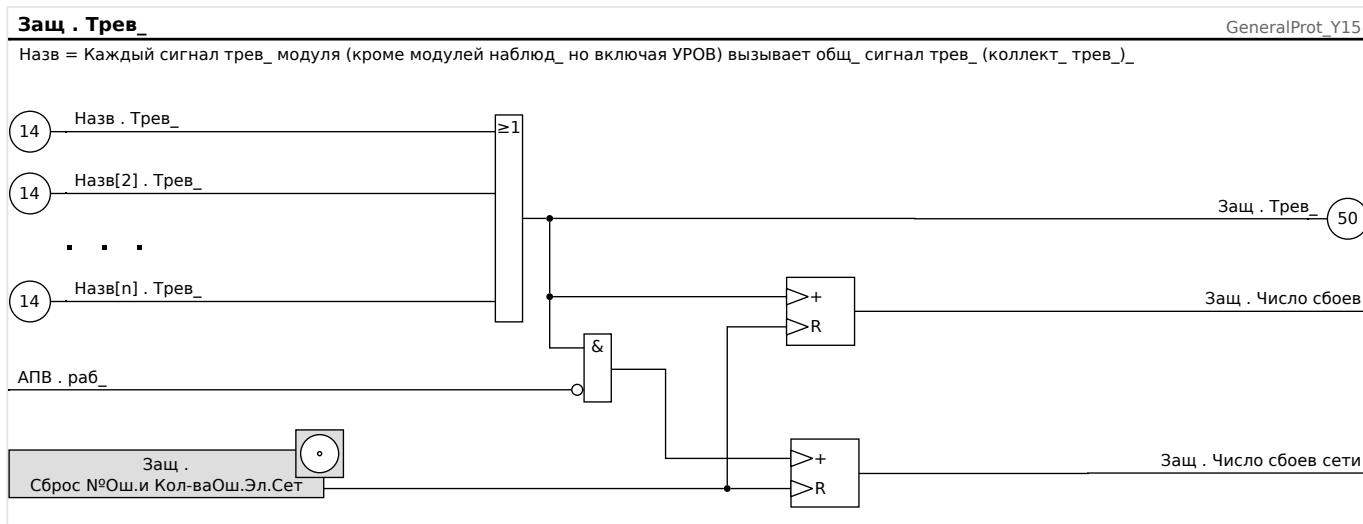 Защ . Трев_
GeneralProt_Y15
Назв = Каждый сигнал трев_ модуля (кроме модулей наблюд_ но включая УРОВ) вызывает общ_ сигнал трев_ (коллект_ трев_)_
14
Назв . Трев_
≥1
14
Назв[2] . Трев_
Защ . Трев_
50
14
Назв[n] . Трев_
+
R
Защ . Число сбоев
&
АПВ . раб_
Защ .
Сброс №Ош.и Кол-ваОш.Эл.Сет
+
R
Защ . Число сбоев сети